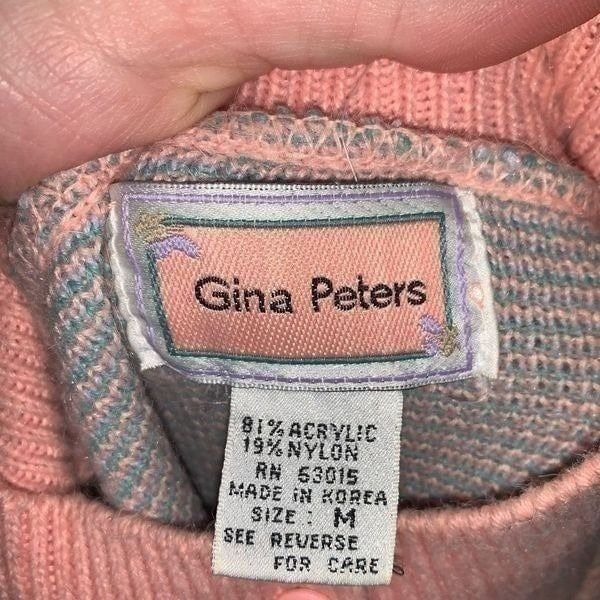 Gina Peters
81% ACRYLIC
19% NYLON
RN 63015
MADE IN KOREA
SIZE : M
SEE REVERSE
FOR CARE